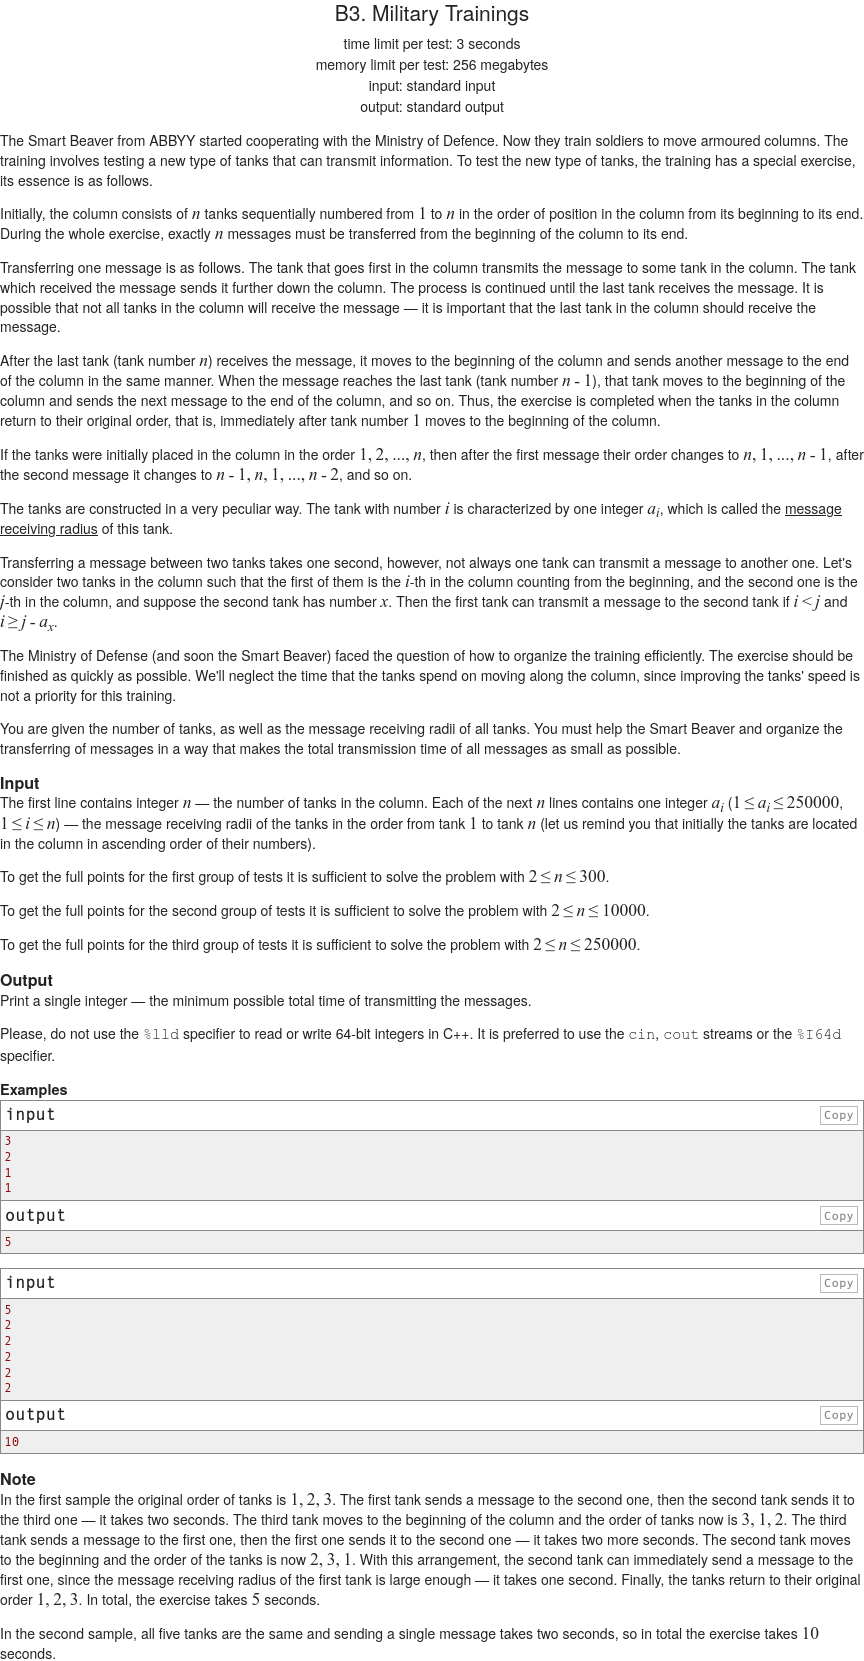 B3. Military Trainings
time limit per test: 3 seconds
memory limit per test: 256 megabytes
input: standard input
output: standard output
The Smart Beaver from ABBYY started cooperating with the Ministry of Defence. Now they train soldiers to move armoured columns. The
training involves testing a new type of tanks that can transmit information. To test the new type of tanks, the training has a special exercise,
its essence is as follows.
Initially, the column consists of n tanks sequentially numbered from 1 to n in the order of position in the column from its beginning to its end.
During the whole exercise, exactly n messages must be transferred from the beginning of the column to its end.
Transferring one message is as follows. The tank that goes first in the column transmits the message to some tank in the column. The tank
which received the message sends it further down the column. The process is continued until the last tank receives the message. It is
possible that not all tanks in the column will receive the message — it is important that the last tank in the column should receive the
message.
After the last tank (tank number n) receives the message, it moves to the beginning of the column and sends another message to the end
of the column in the same manner. When the message reaches the last tank (tank number n - 1), that tank moves to the beginning of the
column and sends the next message to the end of the column, and so on. Thus, the exercise is completed when the tanks in the column
return to their original order, that is, immediately after tank number 1 moves to the beginning of the column.
If the tanks were initially placed in the column in the order 1, 2, ..., n, then after the first message their order changes to n, 1, ..., n - 1, after
the second message it changes to n - 1, n, 1, ..., n - 2, and so on.
The tanks are constructed in a very peculiar way. The tank with number i is characterized by one integer ai, which is called the message
receiving radius of this tank.
Transferring a message between two tanks takes one second, however, not always one tank can transmit a message to another one. Let's
consider two tanks in the column such that the first of them is the i-th in the column counting from the beginning, and the second one is the
j-th in the column, and suppose the second tank has number x. Then the first tank can transmit a message to the second tank if i < j and
i ≥ j - ax.
The Ministry of Defense (and soon the Smart Beaver) faced the question of how to organize the training efficiently. The exercise should be
finished as quickly as possible. We'll neglect the time that the tanks spend on moving along the column, since improving the tanks' speed is
not a priority for this training.
You are given the number of tanks, as well as the message receiving radii of all tanks. You must help the Smart Beaver and organize the
transferring of messages in a way that makes the total transmission time of all messages as small as possible.
Input
The first line contains integer n — the number of tanks in the column. Each of the next n lines contains one integer ai (1 ≤ ai ≤ 250000,
1 ≤ i ≤ n) — the message receiving radii of the tanks in the order from tank 1 to tank n (let us remind you that initially the tanks are located
in the column in ascending order of their numbers).
To get the full points for the first group of tests it is sufficient to solve the problem with 2 ≤ n ≤ 300.
To get the full points for the second group of tests it is sufficient to solve the problem with 2 ≤ n ≤ 10000.
To get the full points for the third group of tests it is sufficient to solve the problem with 2 ≤ n ≤ 250000.
Output
Print a single integer — the minimum possible total time of transmitting the messages.
Please, do not use the %lld specifier to read or write 64-bit integers in C++. It is preferred to use the cin, cout streams or the %I64d
specifier.
Examples
input Copy
3
2
1
1
output Copy
5
input Copy
5
2
2
2
2
2
output Copy
10
Note
In the first sample the original order of tanks is 1, 2, 3. The first tank sends a message to the second one, then the second tank sends it to
the third one — it takes two seconds. The third tank moves to the beginning of the column and the order of tanks now is 3, 1, 2. The third
tank sends a message to the first one, then the first one sends it to the second one — it takes two more seconds. The second tank moves
to the beginning and the order of the tanks is now 2, 3, 1. With this arrangement, the second tank can immediately send a message to the
first one, since the message receiving radius of the first tank is large enough — it takes one second. Finally, the tanks return to their original
order 1, 2, 3. In total, the exercise takes 5 seconds.
In the second sample, all five tanks are the same and sending a single message takes two seconds, so in total the exercise takes 10
seconds.